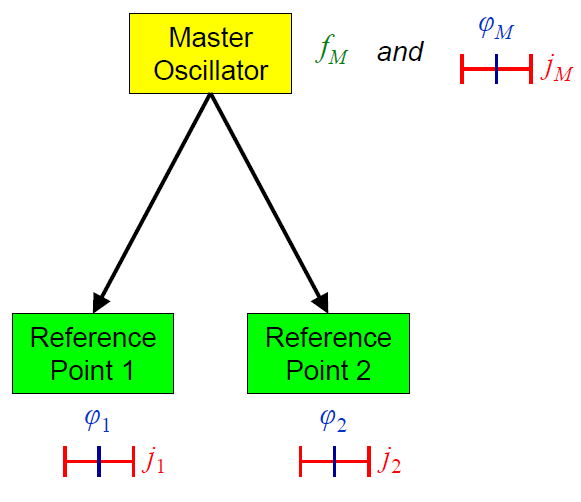 Master
Oscillator
f_M and
φ_M
j_M
Reference
Point 1
Reference
Point 2
φ_1
j_1
φ_2
j_2